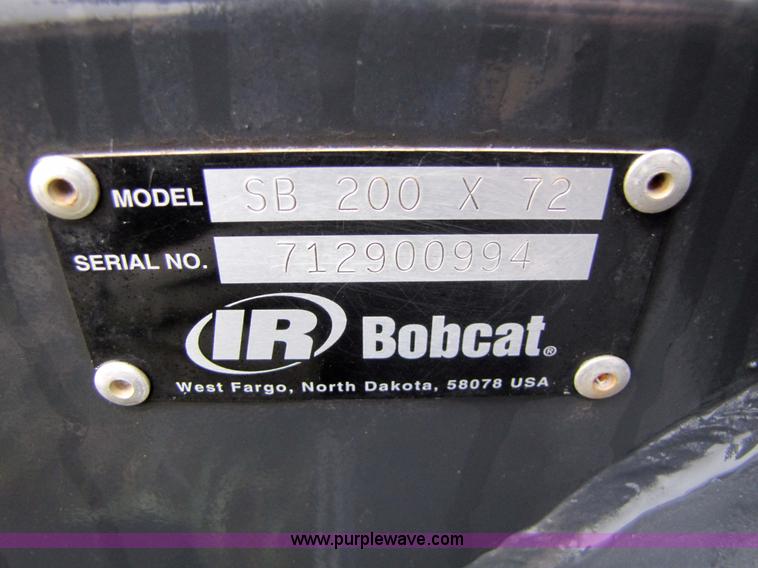 MODEL SB 200 X 72
SERIAL NO. 712900994
IR Bobcat®
West Fargo, North Dakota, 58078 USA
www.purplewave.com